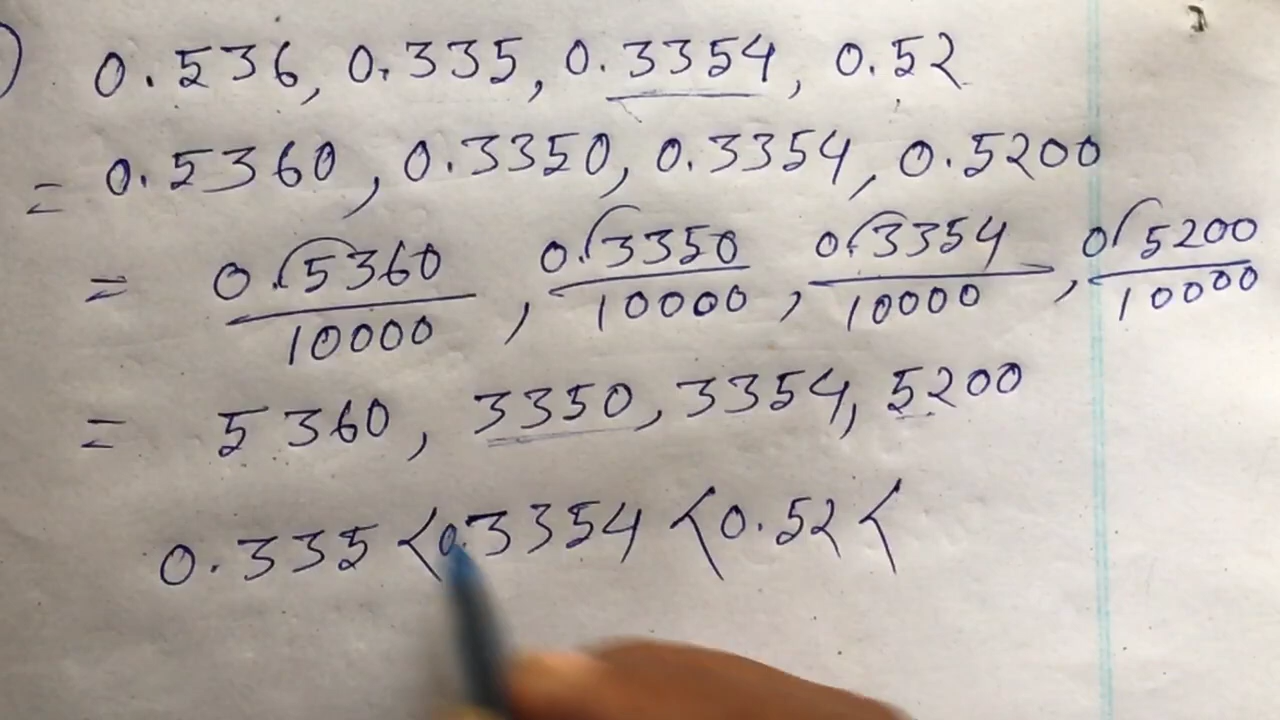 ) 0.536, 0.335, 0.3354, 0.52
= 0.5360, 0.3350, 0.3354, 0.5200
= 0.5360/10000, 0.3350/10000, 0.3354/10000, 0.5200/10000
= 5360, 3350, 3354, 5200
0.335 < 0.3354 < 0.52 <